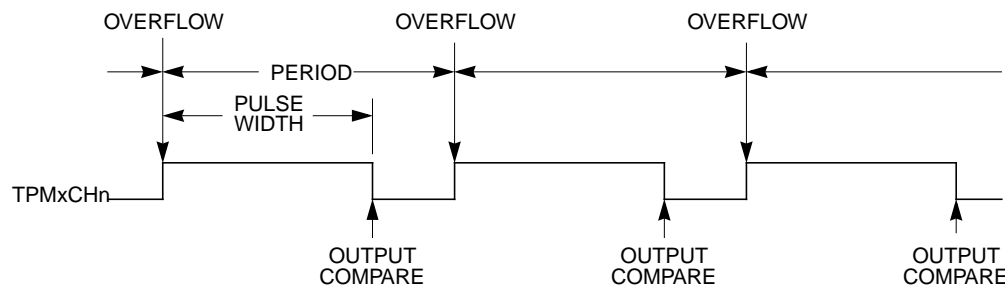 OVERFLOW
OVERFLOW
OVERFLOW
PERIOD
PULSE
WIDTH
TPMxCHn
OUTPUT
COMPARE
OUTPUT
COMPARE
OUTPUT
COMPARE